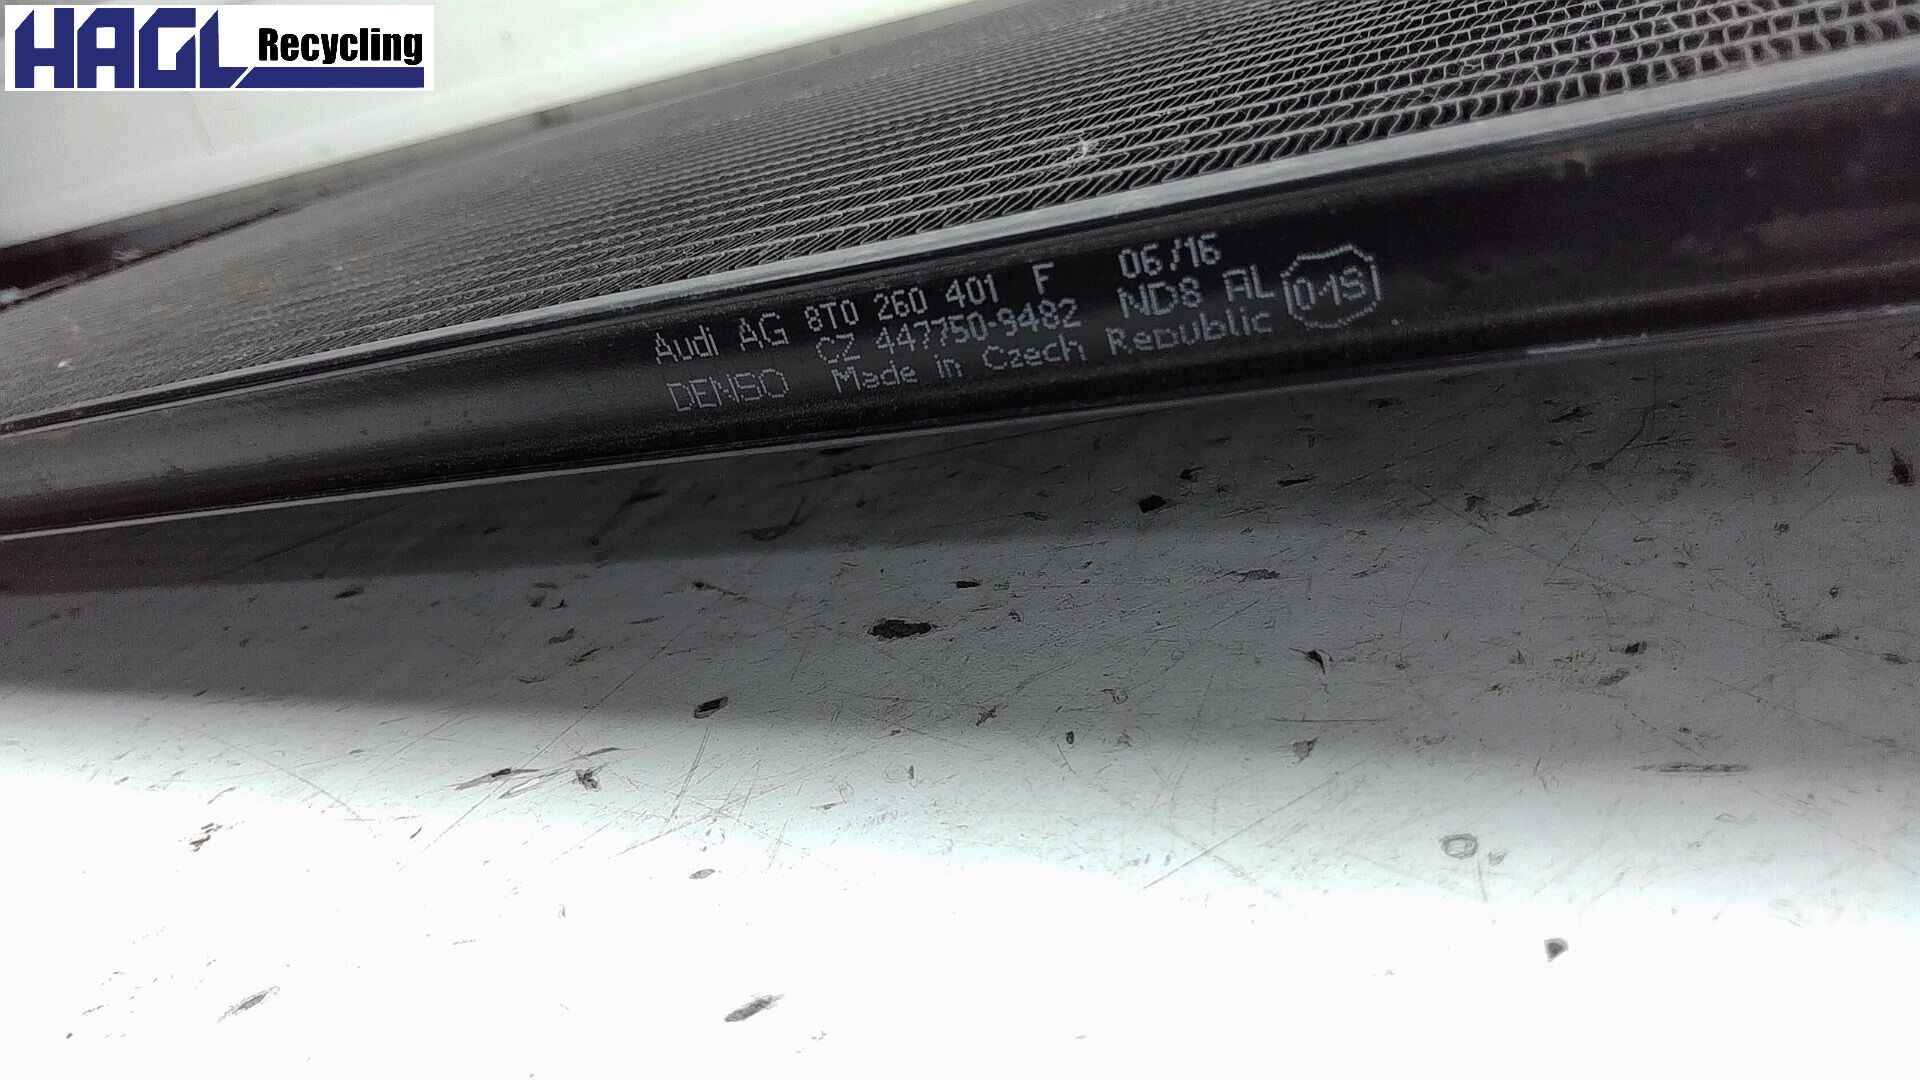 HAGL Recycling
Audi AG 8T0 260 401 F 06/16
DENSO CZ 447750-9482 ND8 AL
Made in Czech Republic